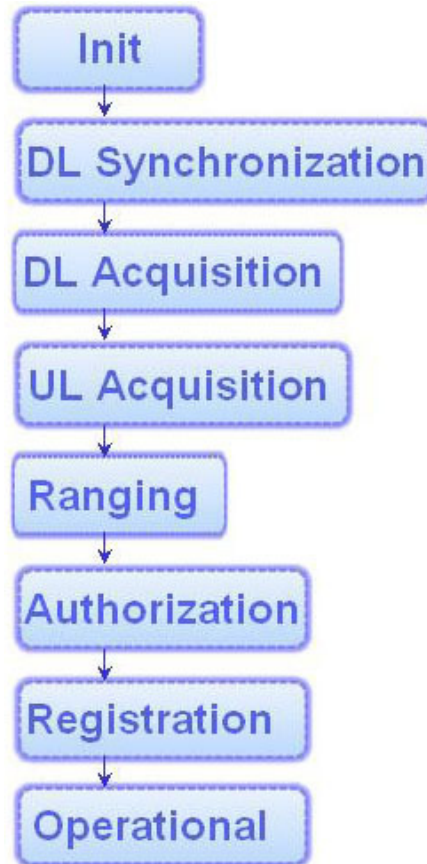 Init
DL Synchronization
DL Acquisition
UL Acquisition
Ranging
Authorization
Registration
Operational